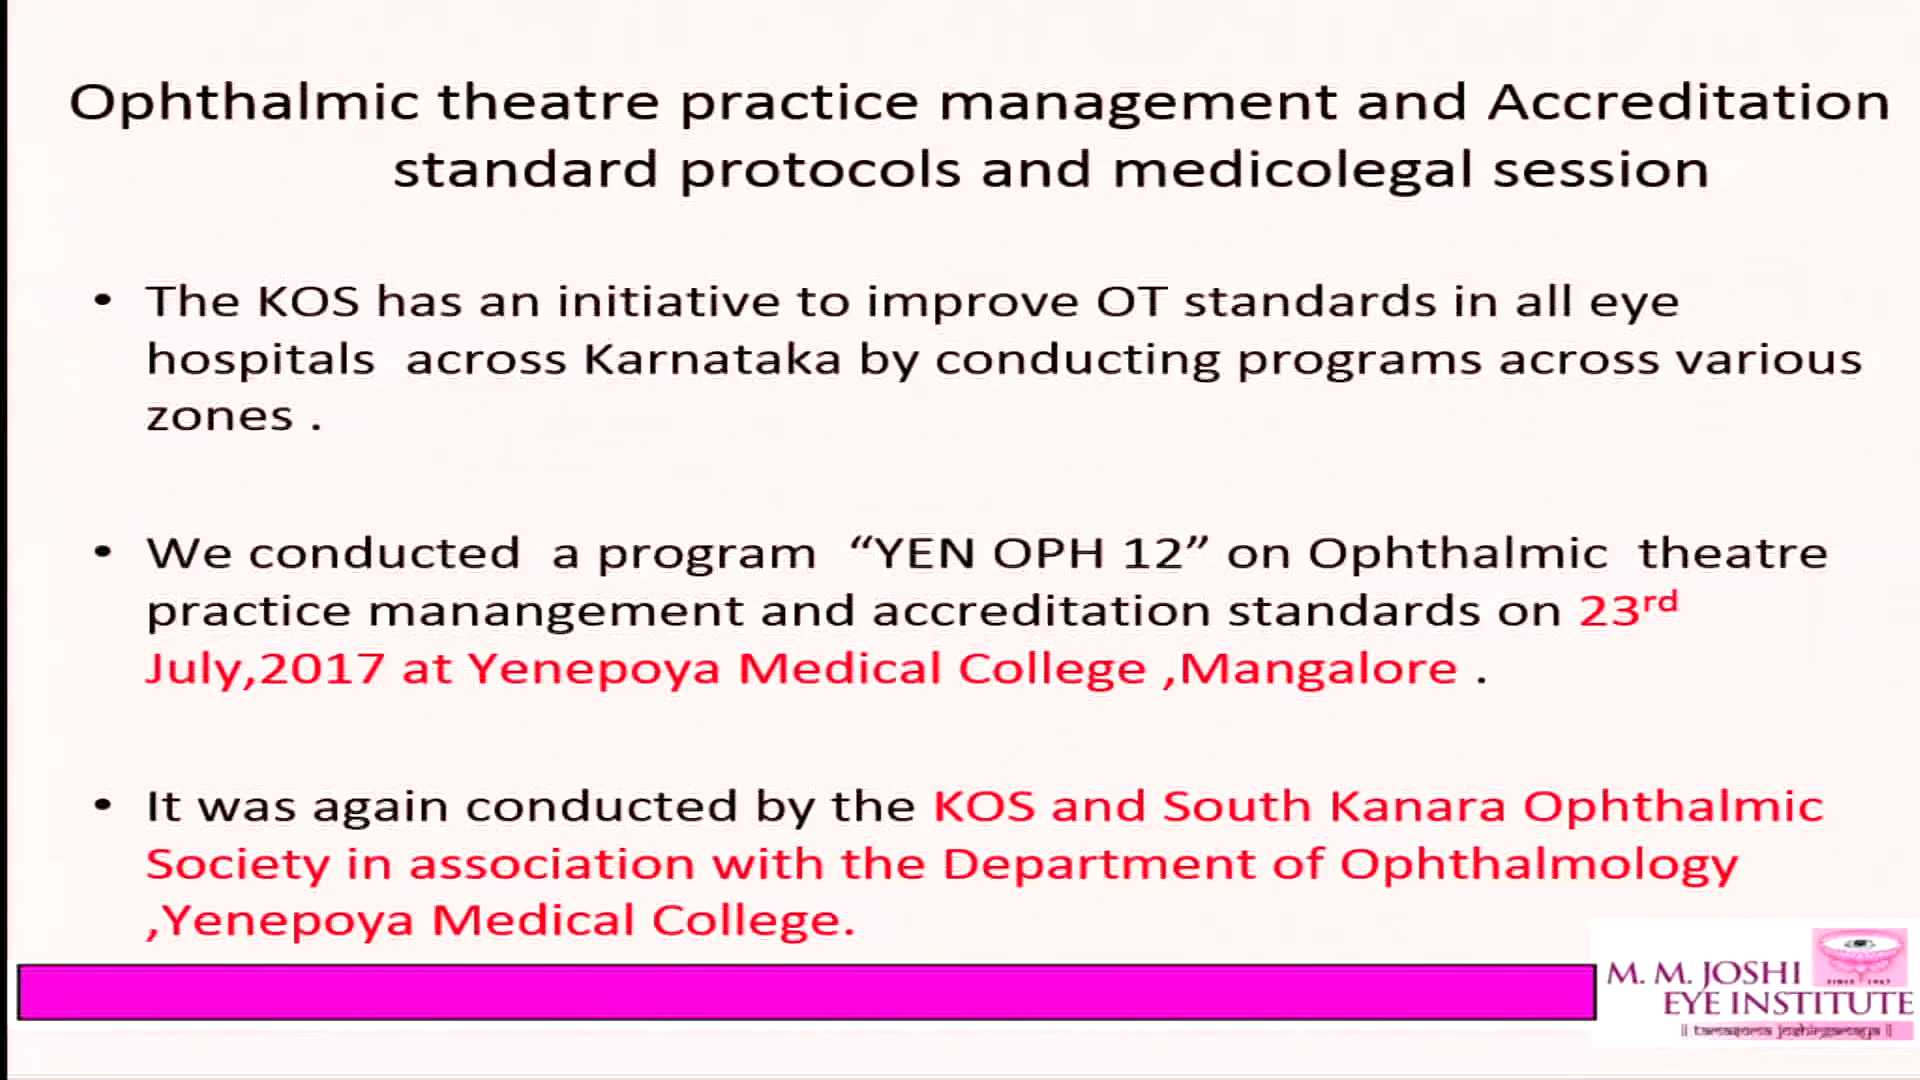 Ophthalmic theatre practice management and Accreditation
standard protocols and medicolegal session
• The KOS has an initiative to improve OT standards in all eye
hospitals across Karnataka by conducting programs across various
zones .
• We conducted a program “YEN OPH 12” on Ophthalmic theatre
practice manangement and accreditation standards on 23rd
July,2017 at Yenepoya Medical College ,Mangalore .
• It was again conducted by the KOS and South Kanara Ophthalmic
Society in association with the Department of Ophthalmology
,Yenepoya Medical College.
SINCE 1967
M. M. JOSHI
EYE INSTITUTE